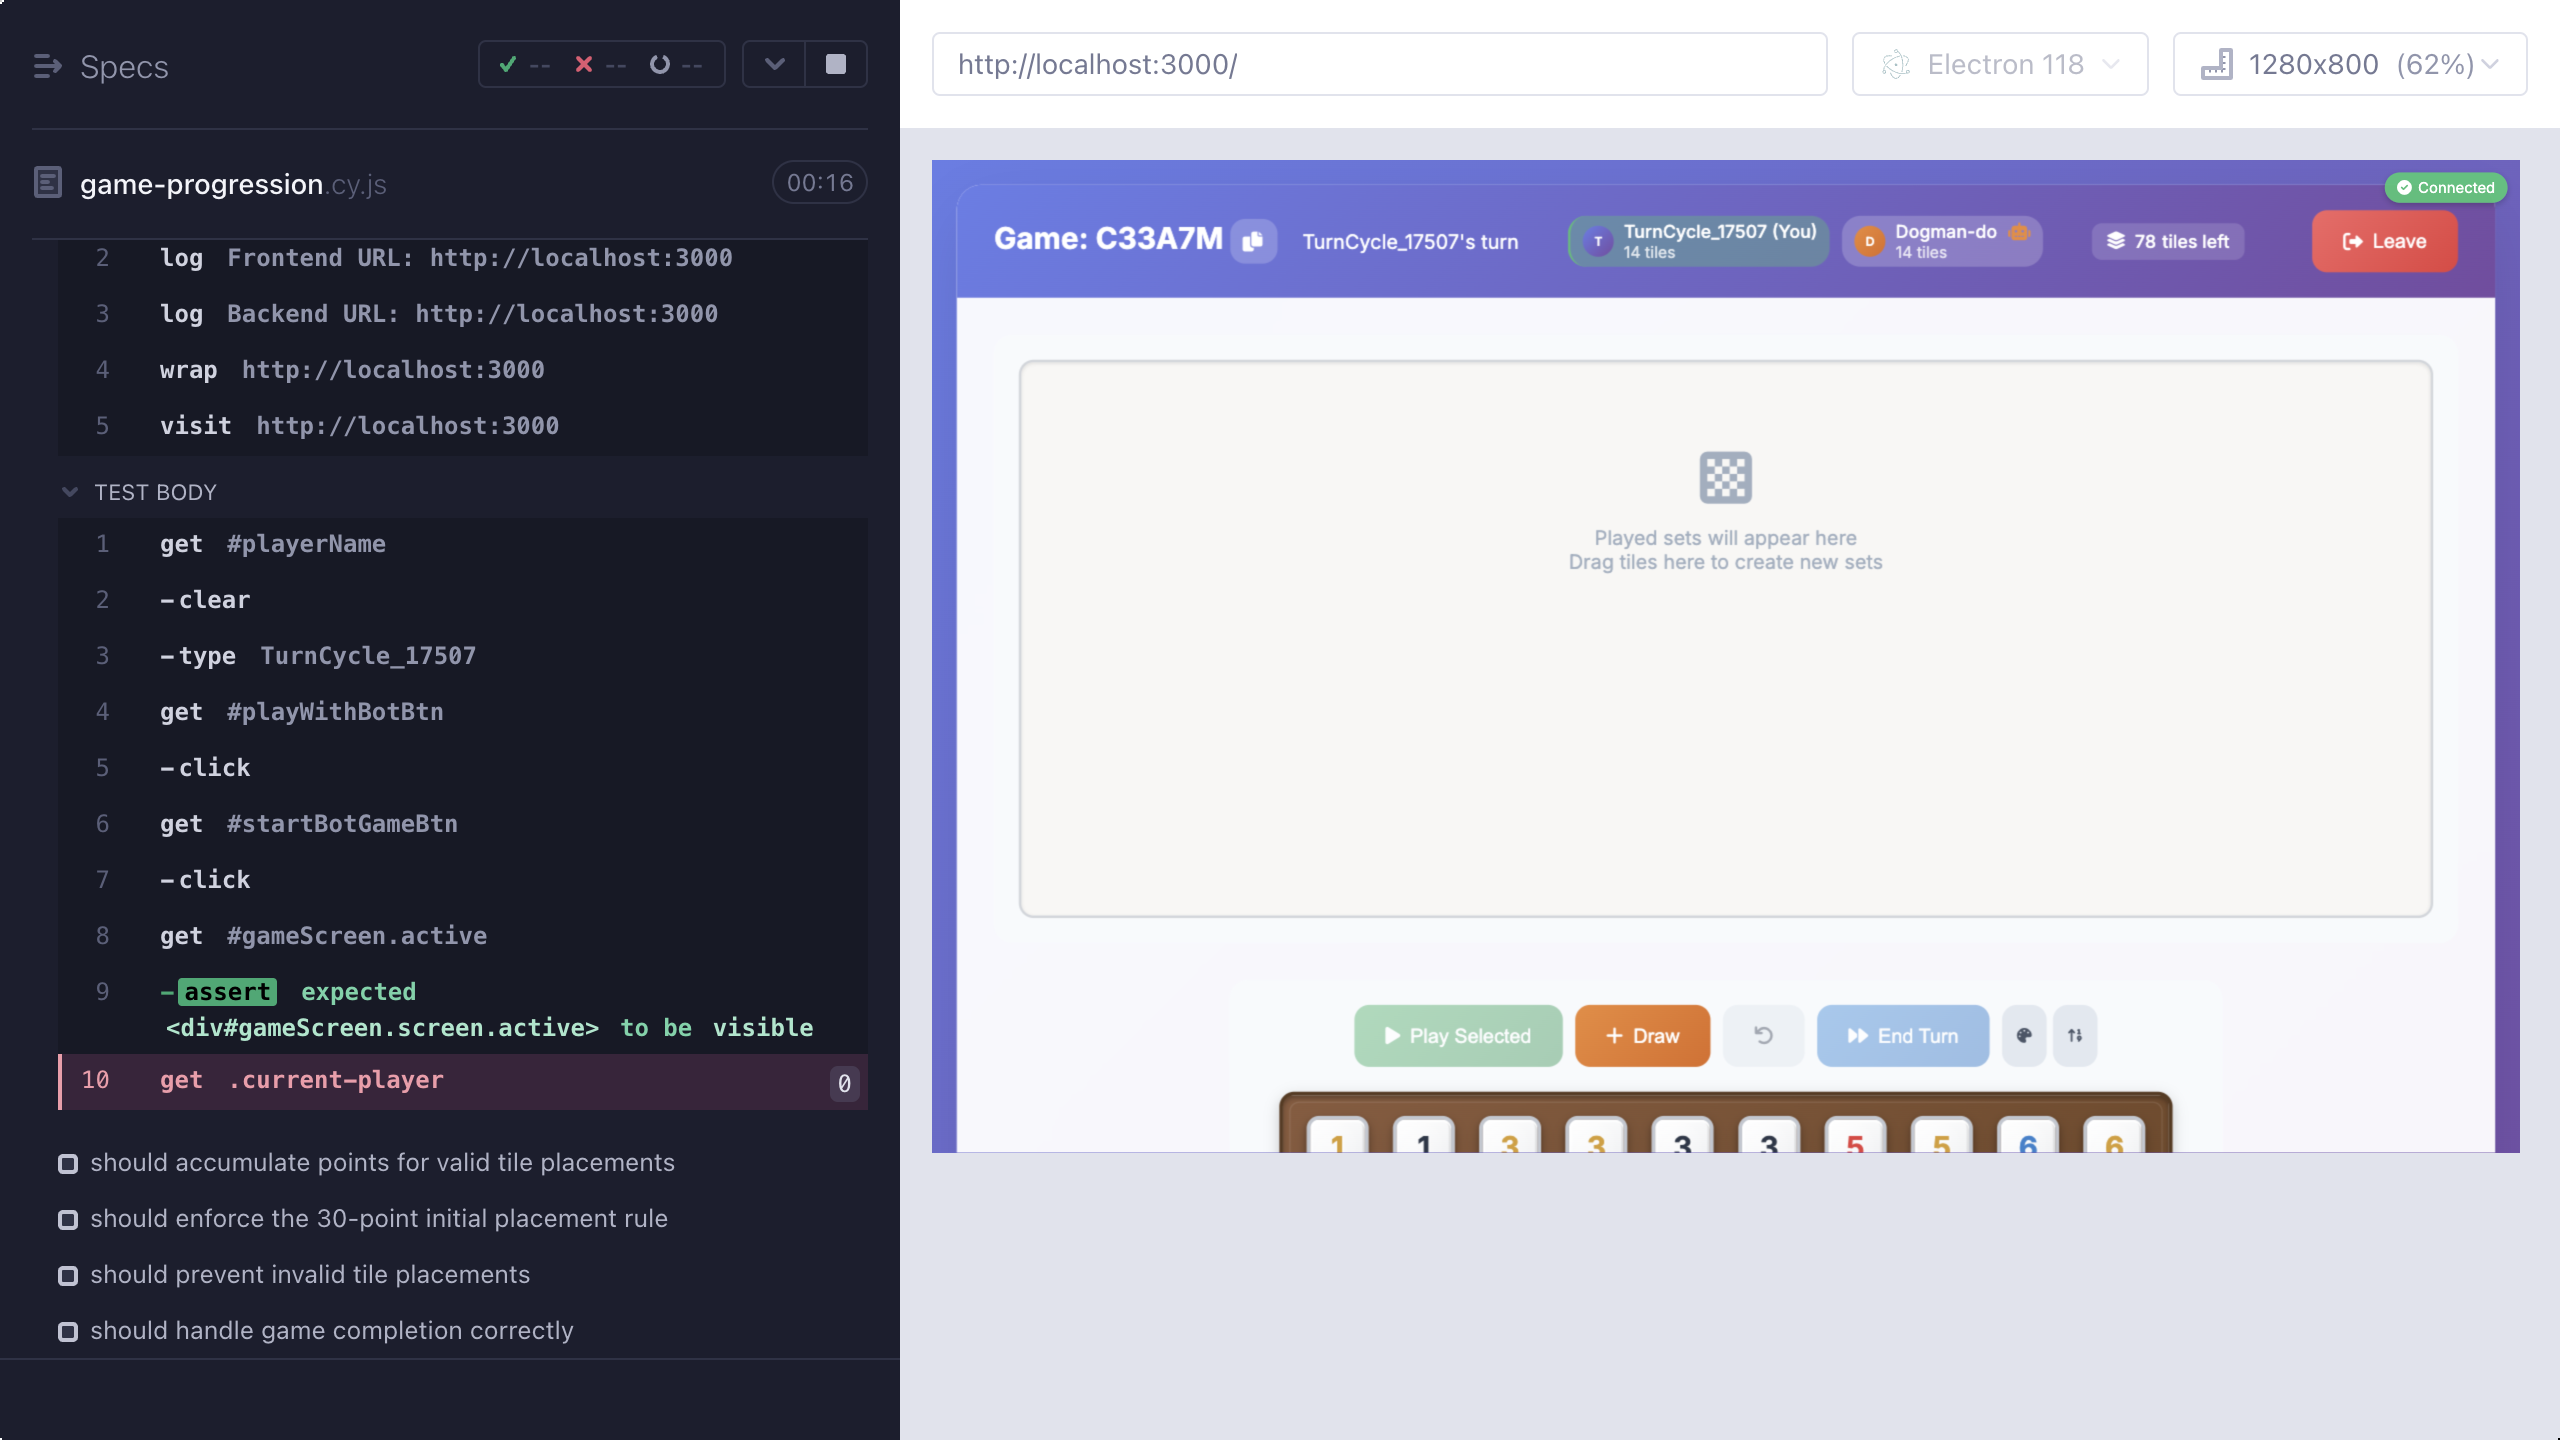 Specs
-- -- --
game-progression.cy.js
00:16
2 log Frontend URL: http://localhost:3000
3 log Backend URL: http://localhost:3000
4 wrap http://localhost:3000
5 visit http://localhost:3000
TEST BODY
1 get #playerName
2 -clear
3 -type TurnCycle_17507
4 get #playWithBotBtn
5 -click
6 get #startBotGameBtn
7 -click
8 get #gameScreen.active
9 -assert expected
<div#gameScreen.screen.active> to be visible
10 get .current-player 0
should accumulate points for valid tile placements
should enforce the 30-point initial placement rule
should prevent invalid tile placements
should handle game completion correctly
http://localhost:3000/
Electron 118
1280x800 (62%)
Connected
Game: C33A7M
TurnCycle_17507's turn
T
TurnCycle_17507 (You)
14 tiles
D
Dogman-do
14 tiles
78 tiles left
Leave
Played sets will appear here
Drag tiles here to create new sets
Play Selected
Draw
End Turn
1 1 3 3 3 3 5 5 6 6